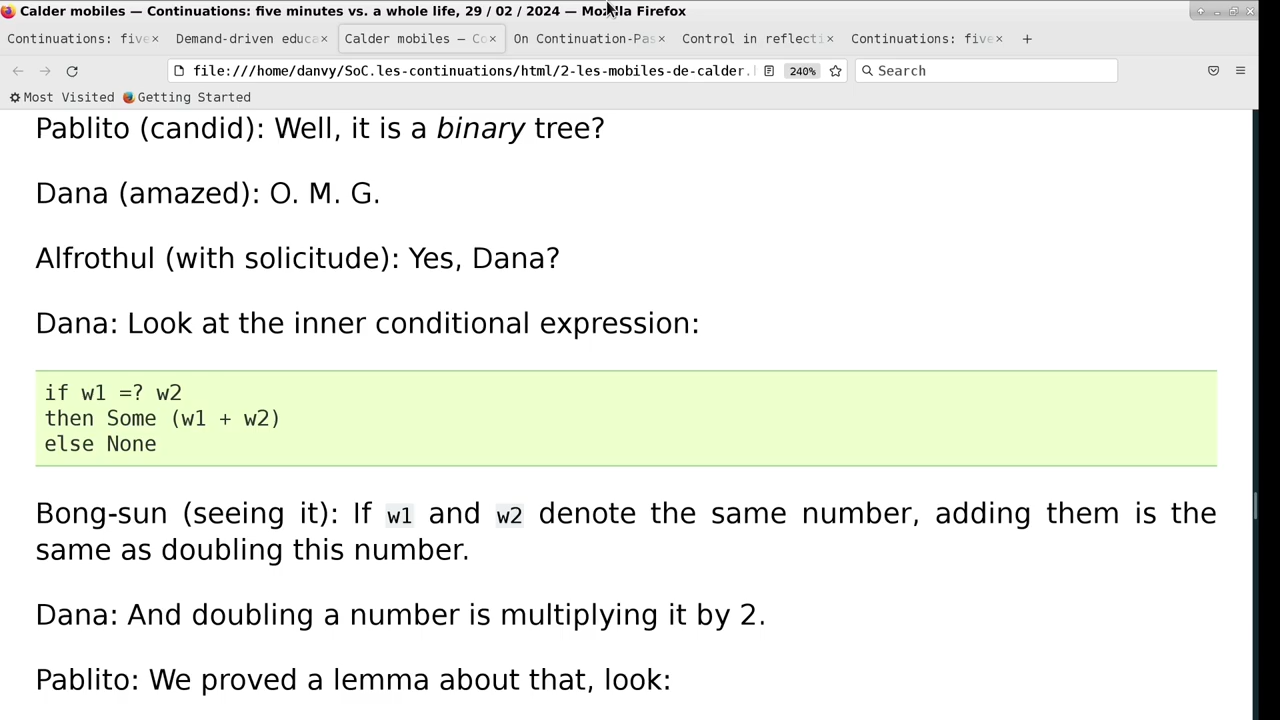 Calder mobiles — Continuations: five minutes vs. a whole life, 29 / 02 / 2024 — Mozilla Firefox
Continuations: five× Demand-driven educa× Calder mobiles — Co× On Continuation-Pas× Control in reflecti× Continuations: five× +
file:///home/danvy/SoC.les-continuations/html/2-les-mobiles-de-calder. 240% Search
Most Visited Getting Started
Pablito (candid): Well, it is a binary tree?
Dana (amazed): O. M. G.
Alfrothul (with solicitude): Yes, Dana?
Dana: Look at the inner conditional expression:
if w1 =? w2
then Some (w1 + w2)
else None
Bong-sun (seeing it): If w1 and w2 denote the same number, adding them is the
same as doubling this number.
Dana: And doubling a number is multiplying it by 2.
Pablito: We proved a lemma about that, look: